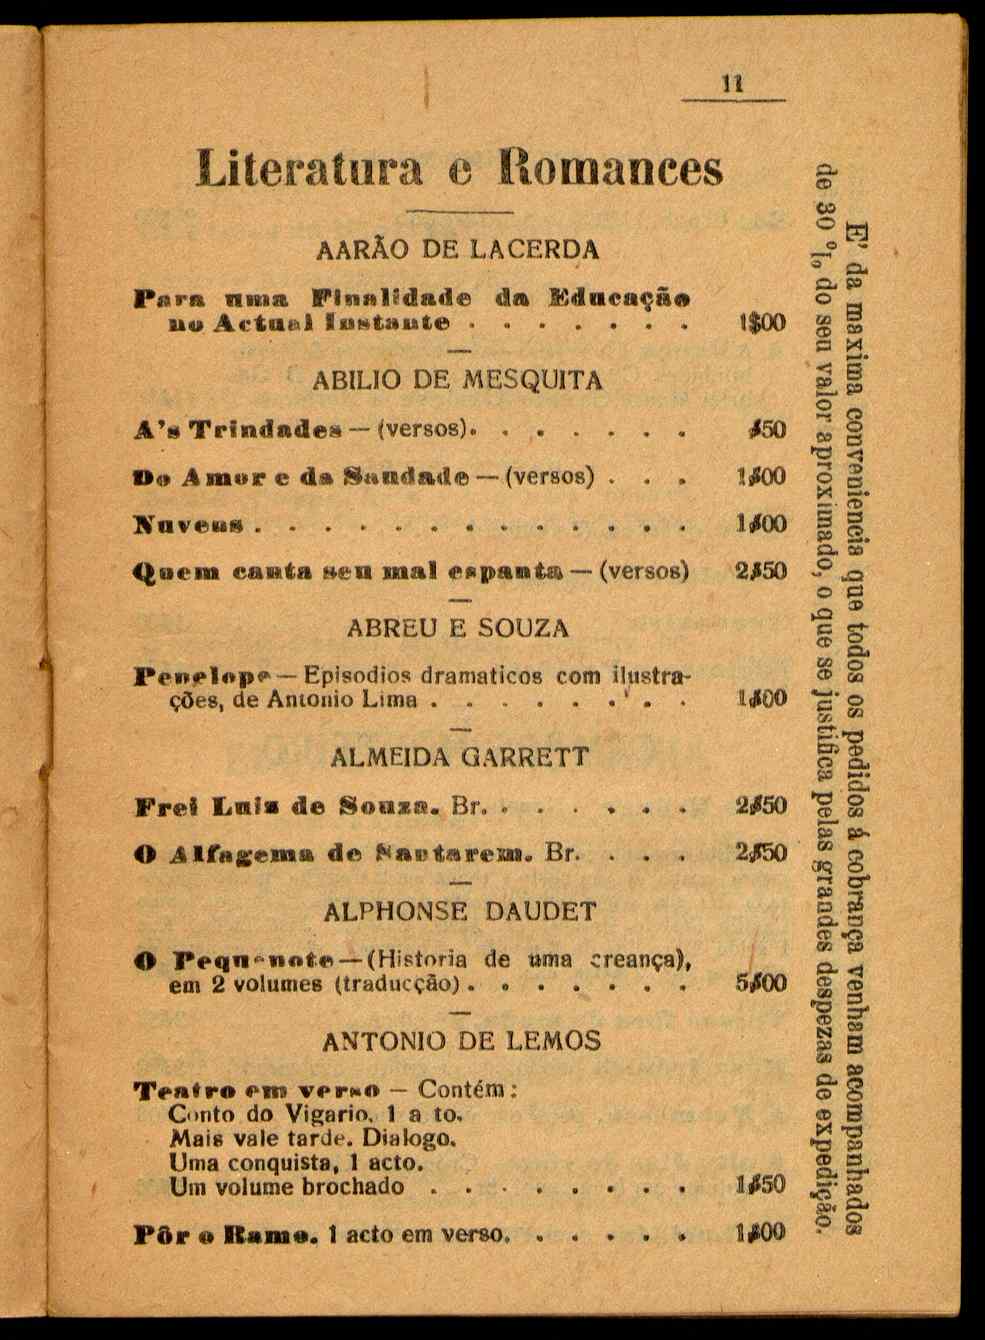 11
Literatura e Romances
AARÃO DE LACERDA
Para uma Finalidade da Educação
no Actual Instante . . . . . . . 1$00
ABILIO DE MESQUITA
A's Trindades — (versos). . . . . . . $50
Do Amor e da Saudade — (versos) . . . 1$00
Nuvens . . . . . . . . . . . . . 1$00
Quem canta seu mal espanta — (versos) 2$50
ABREU E SOUZA
Penelope — Episodios dramaticos com ilustra-
ções, de Antonio Lima . . . . . . . . 1$00
ALMEIDA GARRETT
Frei Luis de Souza. Br. . . . . . . 2$50
O Alfagema de Santarem. Br. . . . 2$50
ALPHONSE DAUDET
O Pequenote — (Historia de uma creança),
em 2 volumes (traducção) . . . . . . . 5$00
ANTONIO DE LEMOS
Teatro em verso — Contém :
Conto do Vigario. 1 a to.
Mais vale tarde. Dialogo.
Uma conquista, 1 acto.
Um volume brochado . . . . . . . . 1$50
Pôr o Ramo. 1 acto em verso. . . . . . 1$00
E' da maxima conveniencia que todos os pedidos á cobrança venham acompanhados
de 30 %, do seu valor aproximado, o que se justifica pelas grandes despezas de expedição.